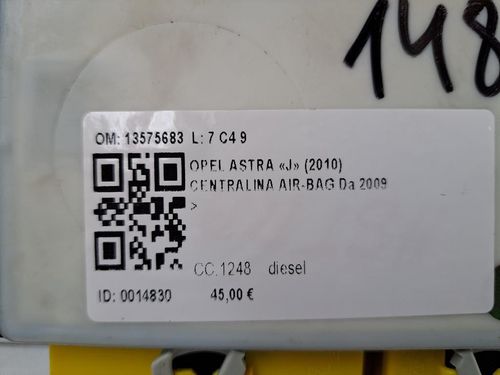 148
OM: 13575683 L: 7 C4 9
OPEL ASTRA «J» (2010)
CENTRALINA AIR-BAG Da 2009
>
CC.1248 diesel
ID: 0014830 45,00 €